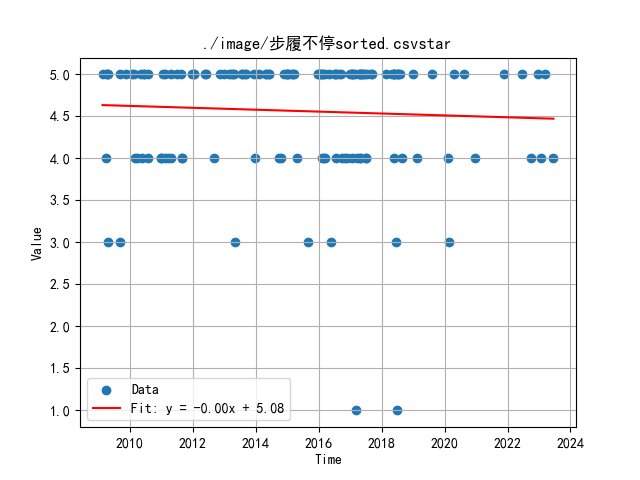 ./image/步履不停sorted.csvstar
5.0
4.5
4.0
3.5
3.0
2.5
2.0
1.5
1.0
Value
Data
Fit: y = -0.00x + 5.08
2010 2012 2014 2016 2018 2020 2022 2024
Time